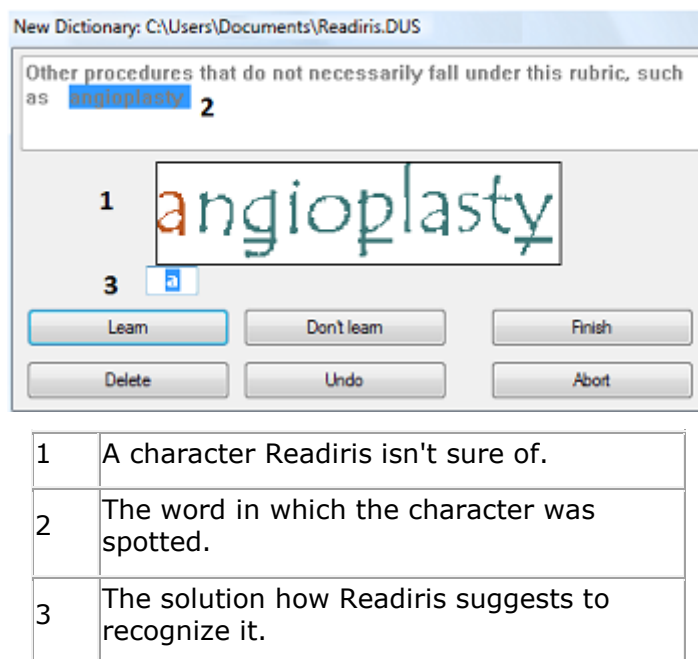 New Dictionary: C:\Users\Documents\Readiris.DUS
Other procedures that do not necessarily fall under this rubric, such
as angioplasty 2
1 angioplasty
3 a
Learn Don't learn Finish
Delete Undo Abort
1 A character Readiris isn't sure of.
2 The word in which the character was
spotted.
3 The solution how Readiris suggests to
recognize it.